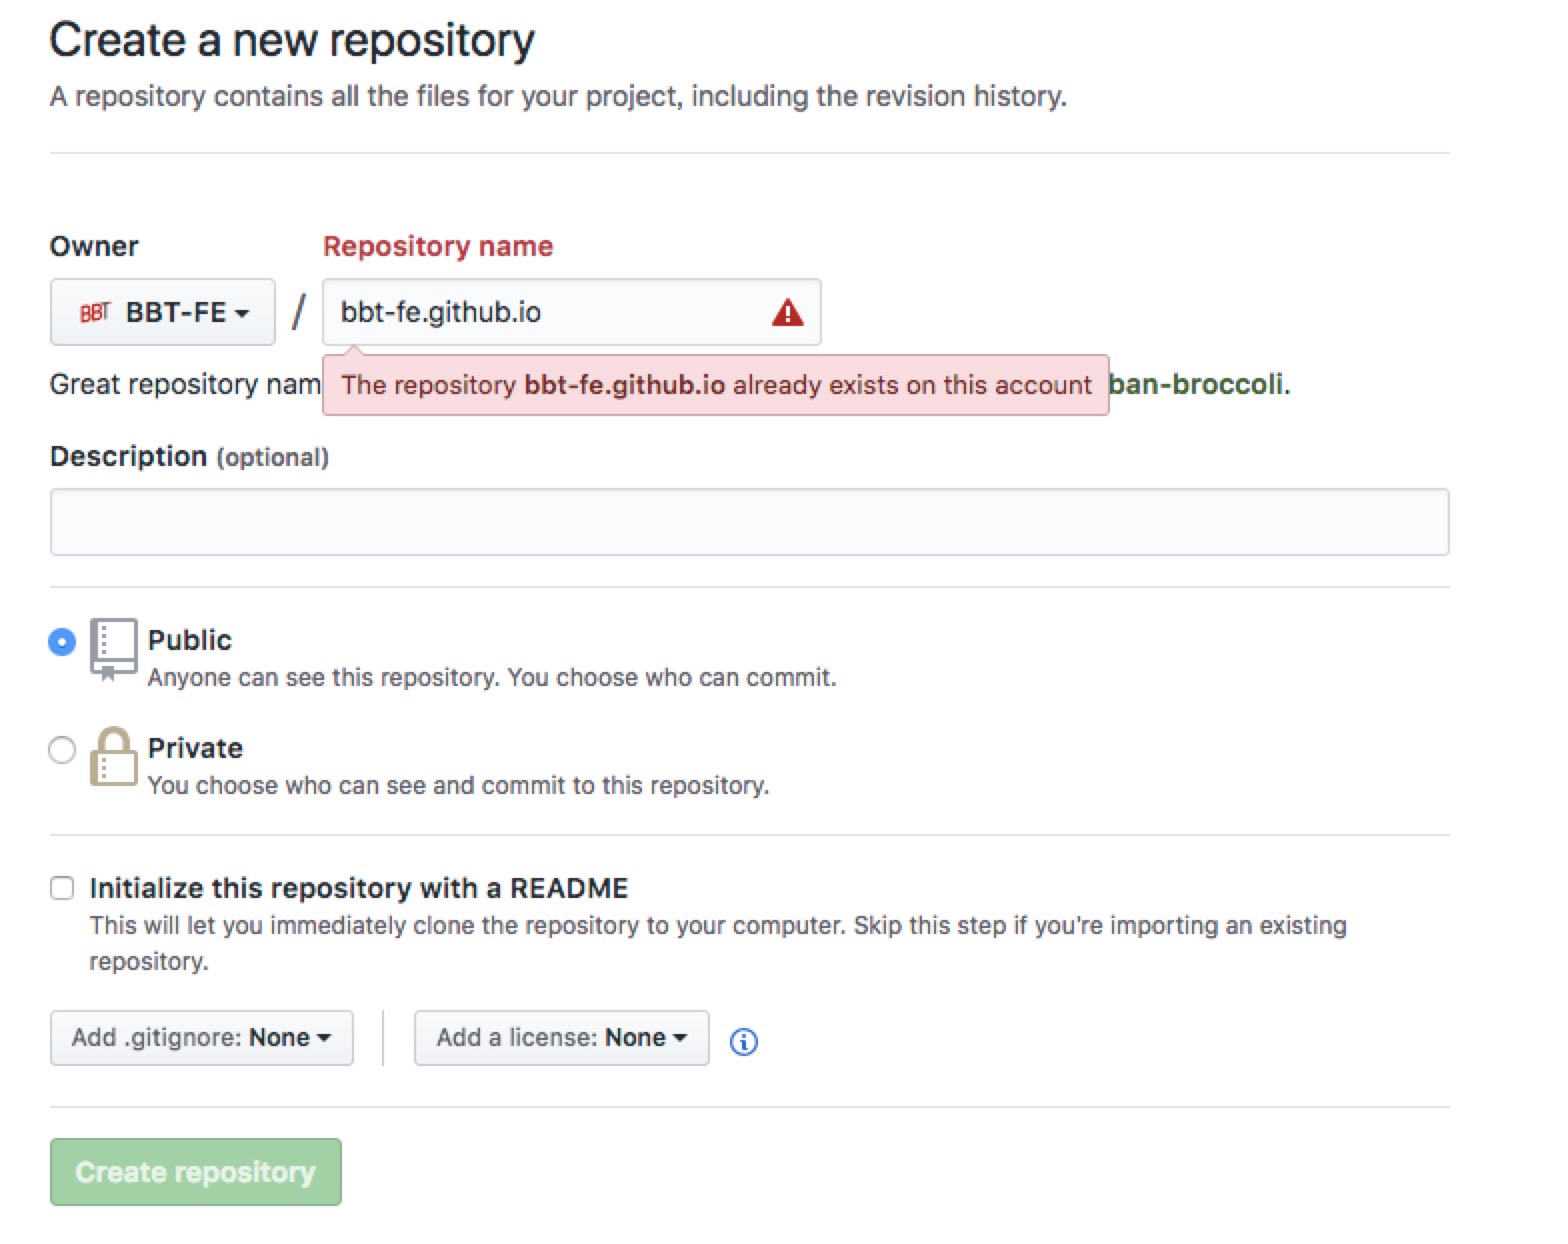 Create a new repository
A repository contains all the files for your project, including the revision history.
Owner
Repository name
BBT BBT-FE / bbt-fe.github.io
Great repository nam
The repository bbt-fe.github.io already exists on this account
ban-broccoli.
Description (optional)
Public
Anyone can see this repository. You choose who can commit.
Private
You choose who can see and commit to this repository.
Initialize this repository with a README
This will let you immediately clone the repository to your computer. Skip this step if you're importing an existing
repository.
Add .gitignore: None
Add a license: None
Create repository